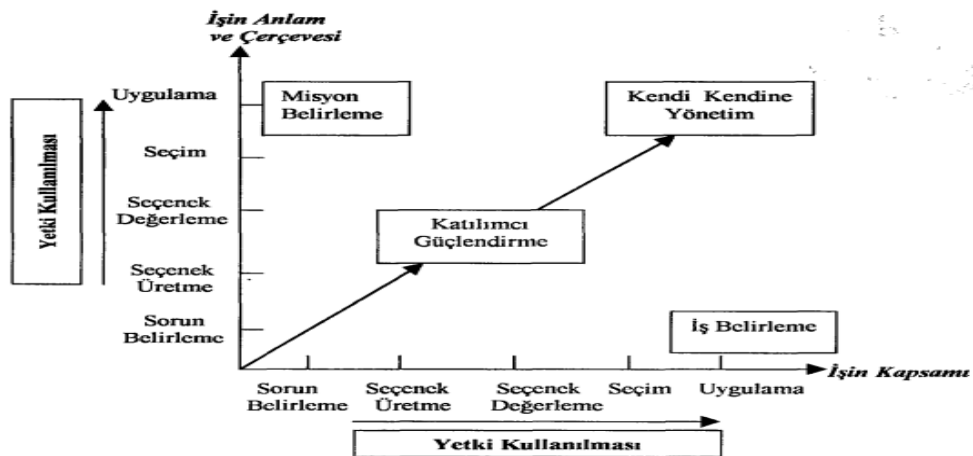 İşin Anlam
ve Çerçevesi
Uygulama
Misyon
Belirleme
Kendi Kendine
Yönetim
Seçim
Yetki Kullanılması
Seçenek
Değerleme
Katılımcı
Güçlendirme
Seçenek
Üretme
Sorun
Belirleme
İş Belirleme
İşin Kapsamı
Sorun
Belirleme
Seçenek
Üretme
Seçenek
Değerleme
Seçim
Uygulama
Yetki Kullanılması